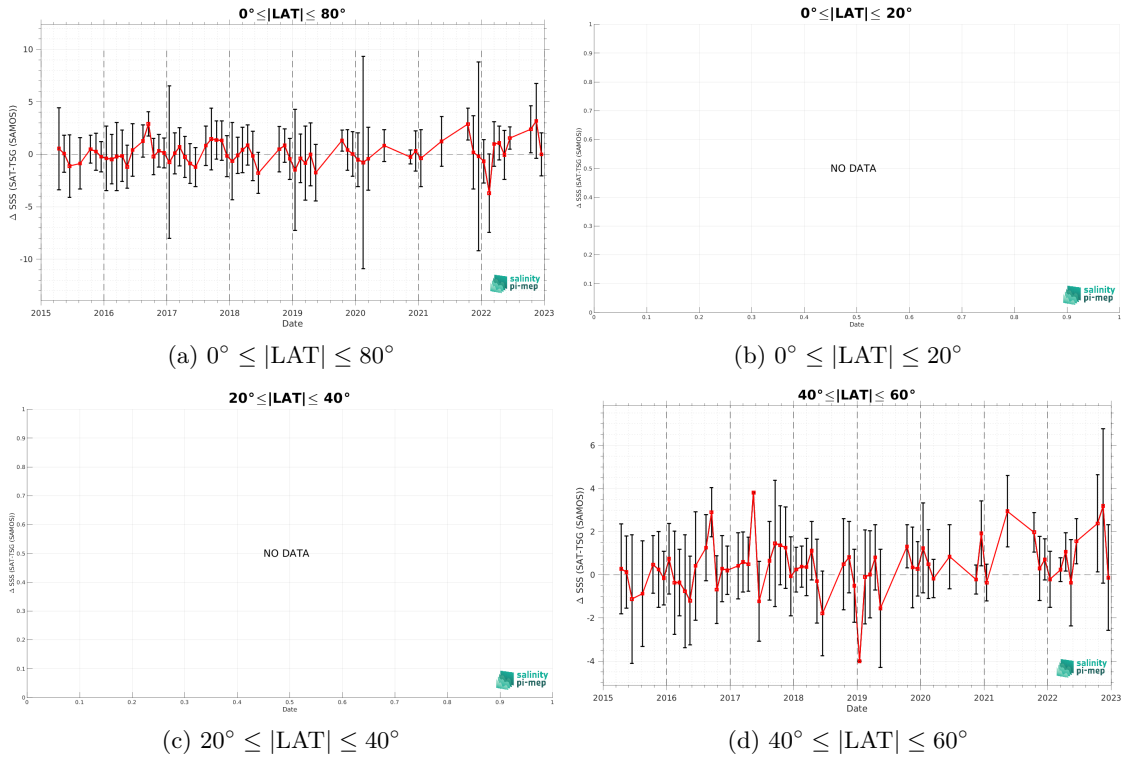 0°≤|LAT|≤ 80°
Δ SSS (SAT-TSG (SAMOS))
10
5
0
-5
-10
2015 2016 2017 2018 2019 2020 2021 2022 2023
Date
salinity
pi-mep
(a) 0° ≤ |LAT| ≤ 80°
0°≤|LAT|≤ 20°
Δ SSS (SAT-TSG (SAMOS))
1
0.9
0.8
0.7
0.6
0.5
0.4
0.3
0.2
0.1
0
NO DATA
0 0.1 0.2 0.3 0.4 0.5 0.6 0.7 0.8 0.9 1
Date
salinity
pi-mep
(b) 0° ≤ |LAT| ≤ 20°
20°≤|LAT|≤ 40°
Δ SSS (SAT-TSG (SAMOS))
1
0.9
0.8
0.7
0.6
0.5
0.4
0.3
0.2
0.1
0
NO DATA
0 0.1 0.2 0.3 0.4 0.5 0.6 0.7 0.8 0.9 1
Date
salinity
pi-mep
(c) 20° ≤ |LAT| ≤ 40°
40°≤|LAT|≤ 60°
Δ SSS (SAT-TSG (SAMOS))
6
4
2
0
-2
-4
2015 2016 2017 2018 2019 2020 2021 2022 2023
Date
salinity
pi-mep
(d) 40° ≤ |LAT| ≤ 60°